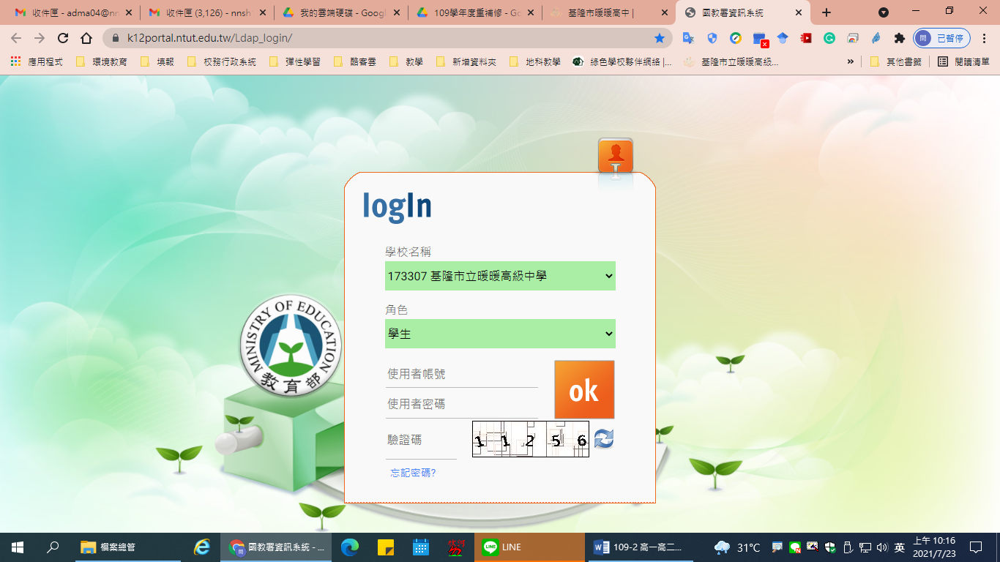 收件匣 - adma04@nn
收件匣 (3,126) - nnsh
我的雲端硬碟 - Googl
109學年度重補修 - Go
基隆市暖暖高中 |
國教署資訊系統
k12portal.ntut.edu.tw/Ldap_login/
問 已暫停
應用程式
環境教育
填報
校務行政系統
彈性學習
酷客雲
教學
新增資料夾
地科教學
綠色學校夥伴網絡 |...
基隆市立暖暖高級...
»
其他書籤
閱讀清單
logIn
學校名稱
173307 基隆市立暖暖高級中學
角色
學生
使用者帳號
使用者密碼
ok
驗證碼
1 1 2 5 6
忘記密碼?
MINISTRY OF EDUCATION
教育部
檔案總管
國教署資訊系統 - ...
LINE
109-2 高一高二...
31°C
英
上午 10:16
2021/7/23